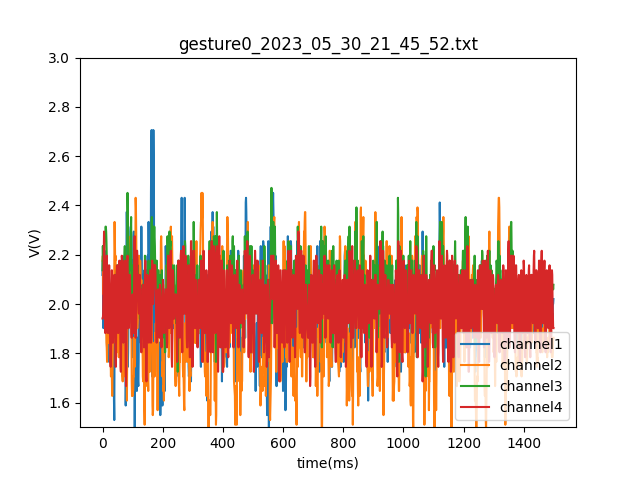 gesture0_2023_05_30_21_45_52.txt
3.0
2.8
2.6
2.4
2.2
2.0
1.8
1.6
V(V)
0 200 400 600 800 1000 1200 1400
time(ms)
channel1
channel2
channel3
channel4